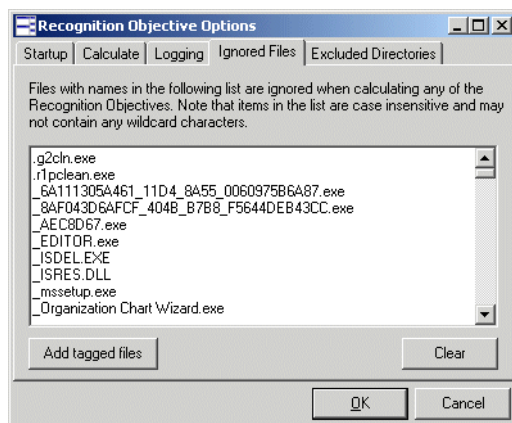 Recognition Objective Options
Startup Calculate Logging Ignored Files Excluded Directories
Files with names in the following list are ignored when calculating any of the
Recognition Objectives. Note that items in the list are case insensitive and may
not contain any wildcard characters.
.g2cln.exe
.r1pclean.exe
_6A111305A461_11D4_8A55_0060975B6A87.exe
_8AF043D6AFCF_404B_B7B8_F5644DEB43CC.exe
_AEC8D67.exe
_EDITOR.exe
_ISDEL.EXE
_ISRES.DLL
_mssetup.exe
_Organization Chart Wizard.exe
Add tagged files Clear
OK Cancel